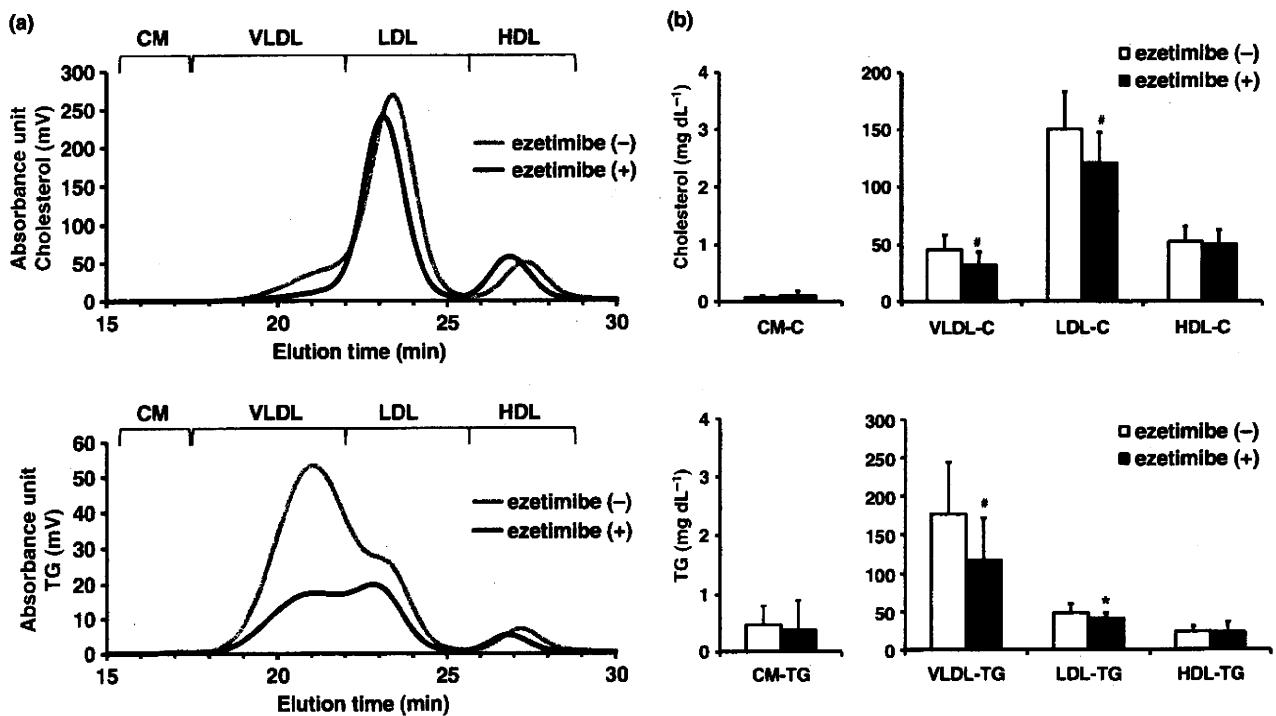 (a)
CM VLDL LDL HDL
Absorbance unit
Cholesterol (mV)
300
250
200
150
100
50
0
ezetimibe (–)
ezetimibe (+)
15 20 25 30
Elution time (min)
CM VLDL LDL HDL
Absorbance unit
TG (mV)
60
50
40
30
20
10
0
ezetimibe (–)
ezetimibe (+)
15 20 25 30
Elution time (min)
(b)
ezetimibe (–)
ezetimibe (+)
Cholesterol (mg dL⁻¹)
4
3
2
1
0
CM-C
200
150
100
50
0
#
#
VLDL-C LDL-C HDL-C
ezetimibe (–)
ezetimibe (+)
TG (mg dL⁻¹)
4
3
2
1
0
CM-TG
300
250
200
150
100
50
0
#
*
VLDL-TG LDL-TG HDL-TG